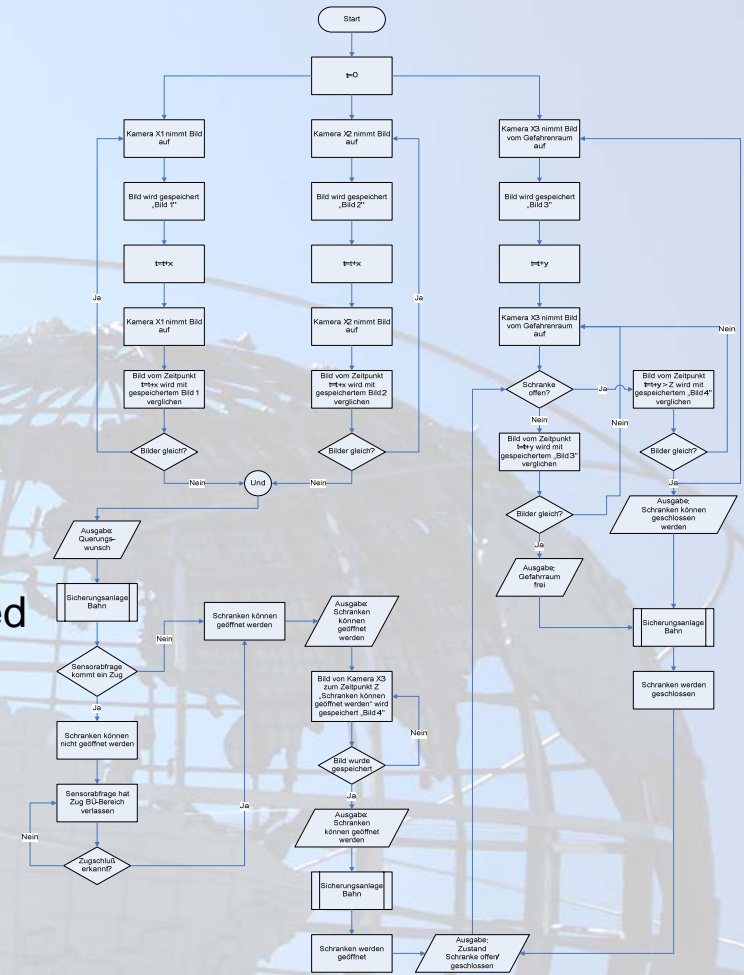 Start
t=0
Kamera X1 nimmt Bild
auf
Bild wird gespeichert
„Bild 1"
t=t+x
Kamera X1 nimmt Bild
auf
Bild vom Zeitpunkt
t=t+x wird mit
gespeichertem Bild 1
verglichen
Bilder gleich?
Ja
Nein
Kamera X2 nimmt Bild
auf
Bild wird gespeichert
„Bild 2"
t=t+x
Kamera X2 nimmt Bild
auf
Bild vom Zeitpunkt
t=t+x wird mit
gespeichertem Bild2
verglichen
Bilder gleich?
Ja
Nein
Und
Kamera X3 nimmt Bild
vom Gefahrenraum
auf
Bild wird gespeichert
„Bild 3"
t=t+y
Kamera X3 nimmt Bild
vom Gefahrenraum
auf
Schranke
offen?
Ja
Nein
Bild vom Zeitpunkt
t=t+y wird mit
gespeichertem „Bild 3"
verglichen
Bilder gleich?
Nein
Ja
Ausgabe:
Gefahrraum
frei
Bild vom Zeitpunkt
t=t+y > Z wird mit
gespeichertem „Bild 4"
verglichen
Nein
Bilder gleich?
Ja
Ausgabe:
Schranken können
geschlossen
werden
Sicherungsanlage
Bahn
Schranken werden
geschlossen
Ausgabe:
Querungs-
wunsch
Sicherungsanlage
Bahn
ed
Sensorabfrage
kommt ein Zug
Nein
Ja
Schranken können
nicht geöffnet werden
Sensorabfrage hat
Zug BÜ-Bereich
verlassen
Nein
Zugschluß
erkannt?
Ja
Schranken können
geöffnet werden
Ausgabe:
Schranken
können
geöffnet
werden
Bild von Kamera X3
zum Zeitpunkt Z
„Schranken können
geöffnet werden" wird
gespeichert „Bild 4"
Nein
Bild wurde
gespeichert
Ja
Ausgabe:
Schranken
können geöffnet
werden
Sicherungsanlage
Bahn
Schranken werden
geöffnet
Ausgabe:
Zustand
Schranke offen/
geschlossen